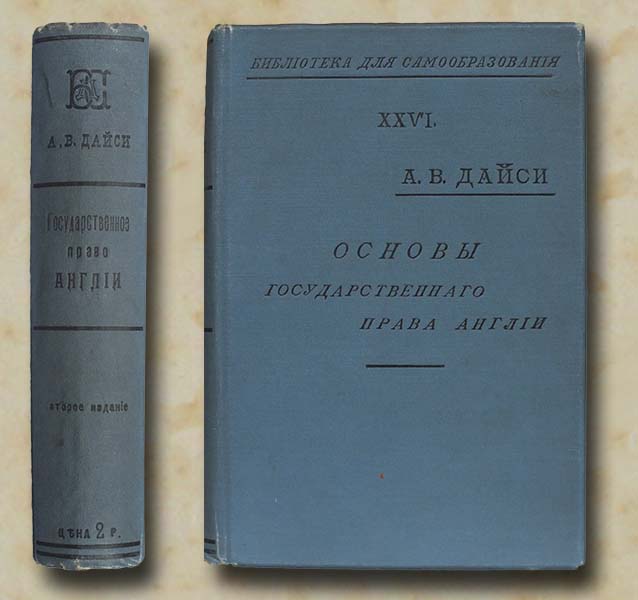 А. В. ДАЙСИ
Государственное
право
АНГЛІИ
второе изданіе
ЦѢНА 2 Р.
БИБЛІОТЕКА ДЛЯ САМООБРАЗОВАНІЯ
XXVI.
А. В. ДАЙСИ
ОСНОВЫ
ГОСУДАРСТВЕННАГО
ПРАВА АНГЛІИ